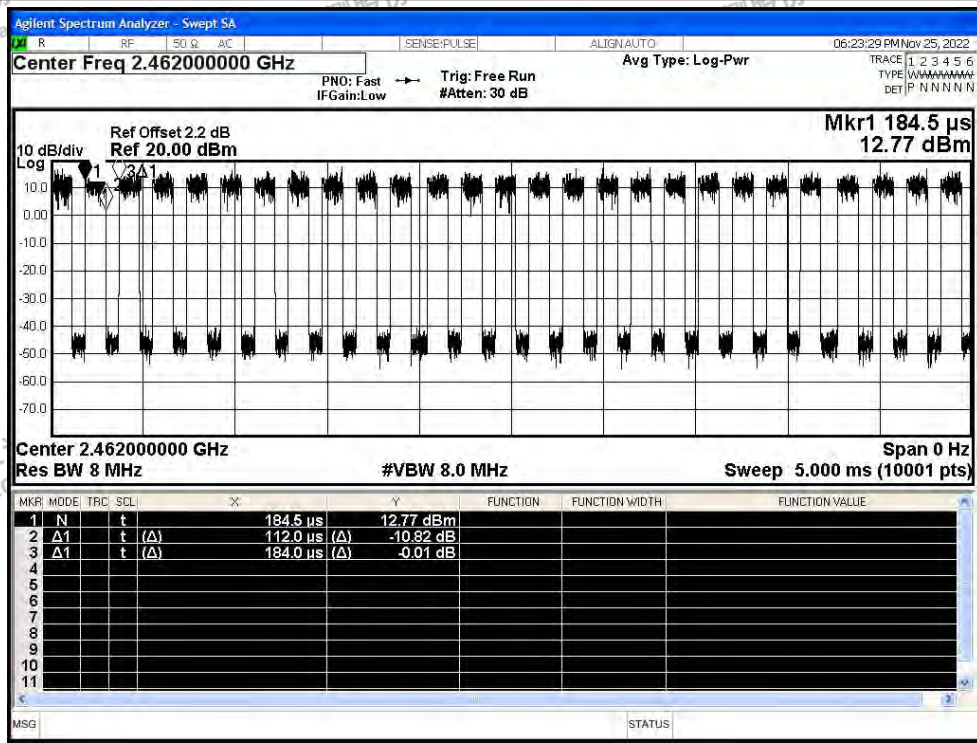 Agilent Spectrum Analyzer - Swept SA
LXI R RF 50 Ω AC SENSE:PULSE ALIGN AUTO 06:23:29 PM Nov 25, 2022
Center Freq 2.462000000 GHz
PNO: Fast
IFGain:Low
Trig: Free Run
#Atten: 30 dB
Avg Type: Log-Pwr
TRACE 1 2 3 4 5 6
TYPE WWWWWW
DET P N N N N N
Mkr1 184.5 µs
12.77 dBm
Ref Offset 2.2 dB
10 dB/div Ref 20.00 dBm
Log
1 2 3Δ1
10.0
0.00
-10.0
-20.0
-30.0
-40.0
-50.0
-60.0
-70.0
Center 2.462000000 GHz Span 0 Hz
Res BW 8 MHz #VBW 8.0 MHz Sweep 5.000 ms (10001 pts)
MKR MODE TRC SCL X Y FUNCTION FUNCTION WIDTH FUNCTION VALUE
1 N t 184.5 µs 12.77 dBm
2 Δ1 t (Δ) 112.0 µs (Δ) -10.82 dB
3 Δ1 t (Δ) 184.0 µs (Δ) -0.01 dB
4
5
6
7
8
9
10
11
MSG STATUS